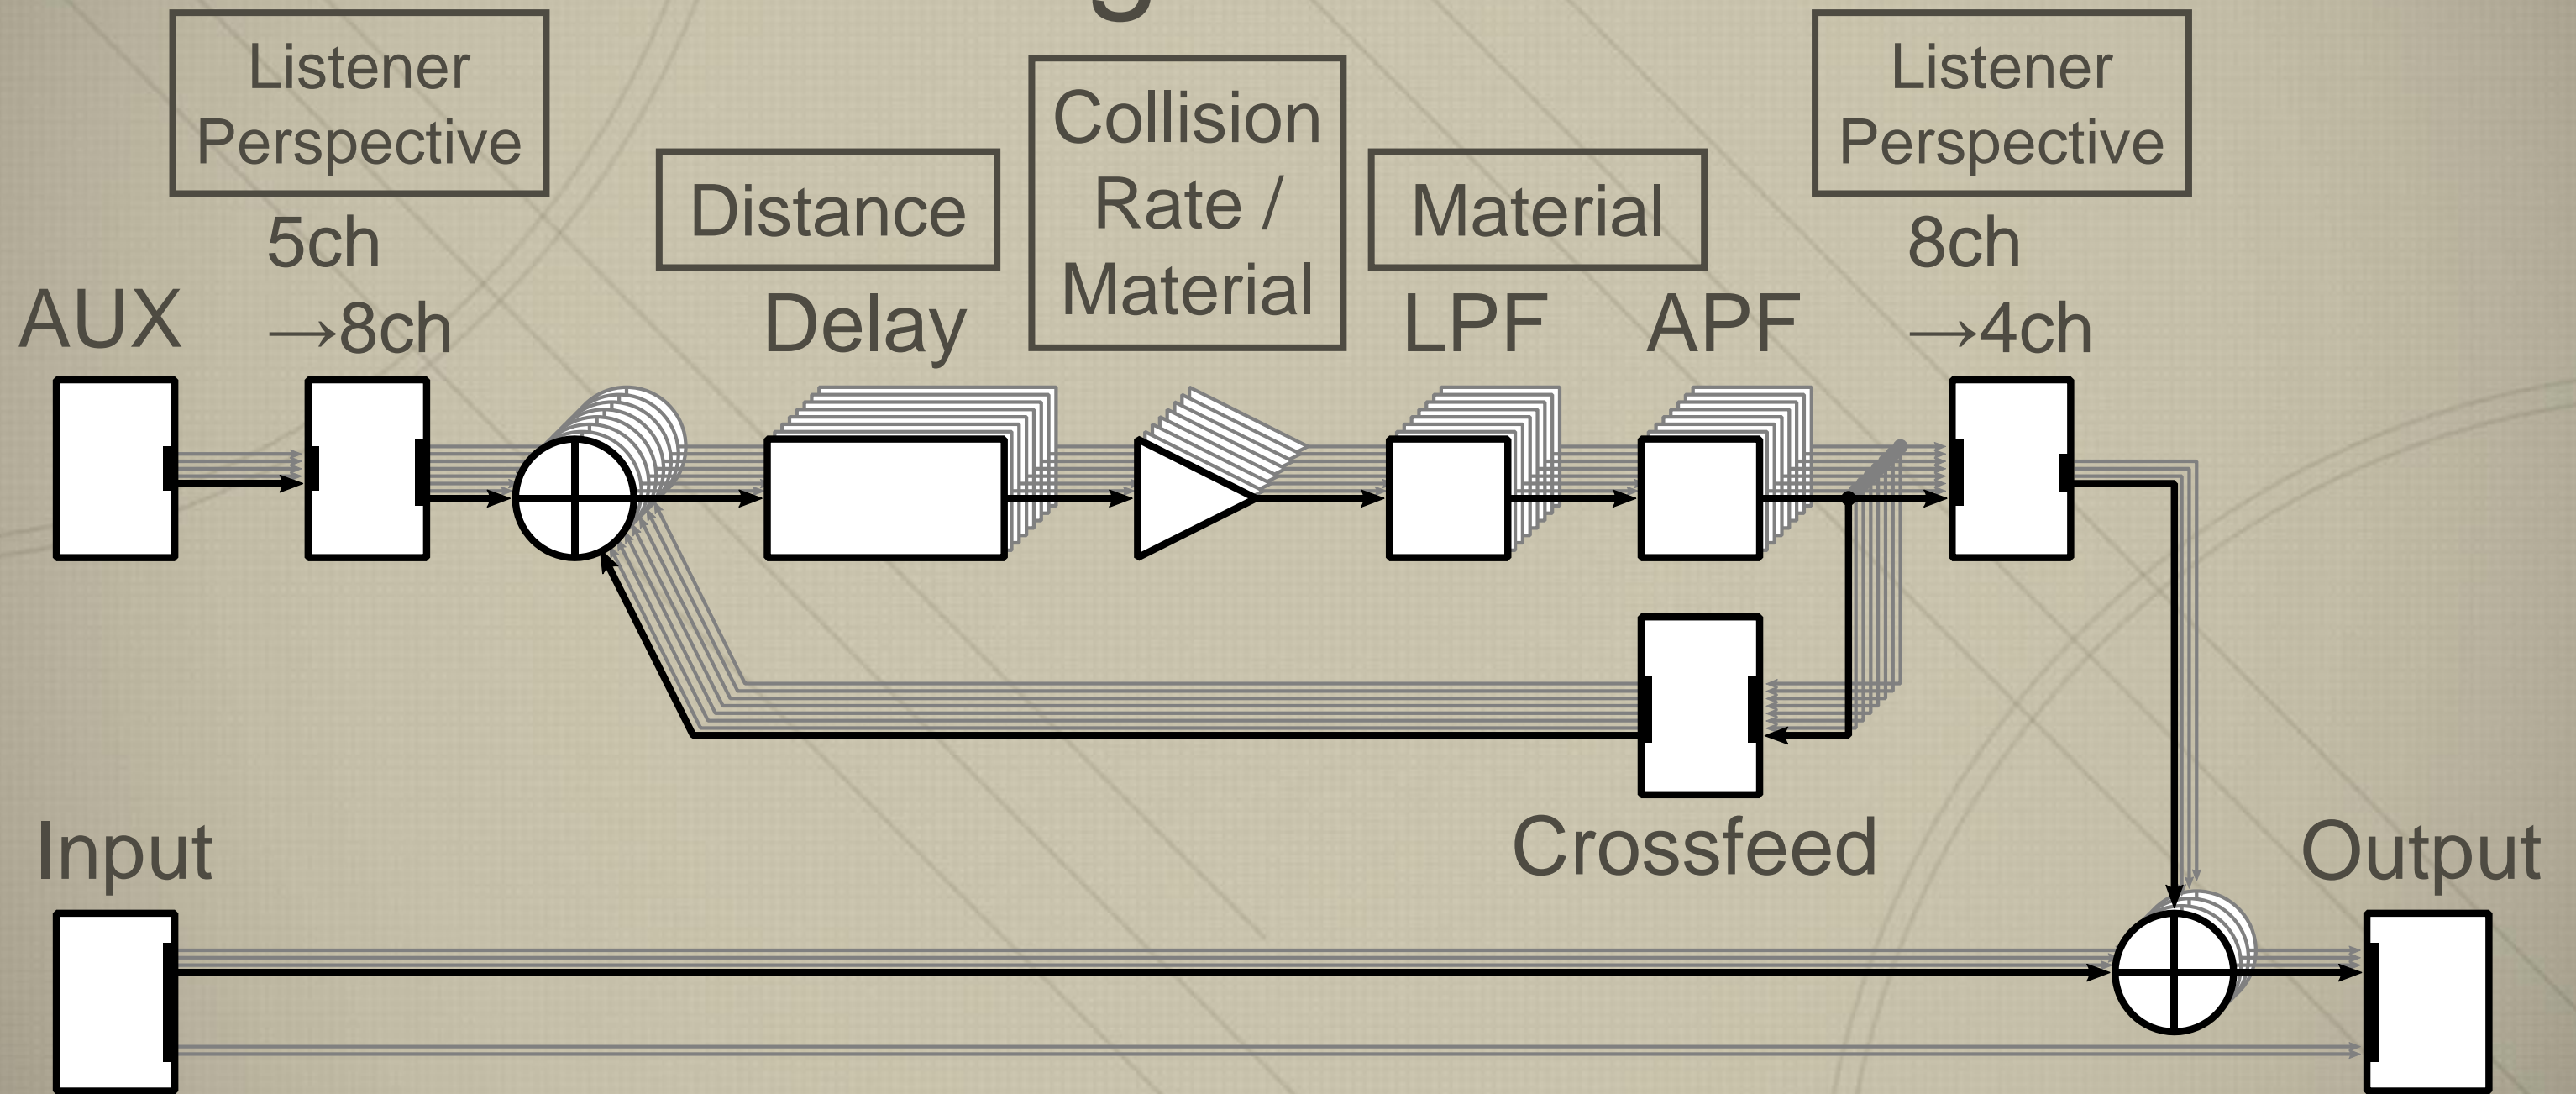 Listener
Perspective
5ch
→8ch
AUX
Distance
Delay
Collision
Rate /
Material
Material
LPF
APF
Listener
Perspective
8ch
→4ch
Crossfeed
Input
Output